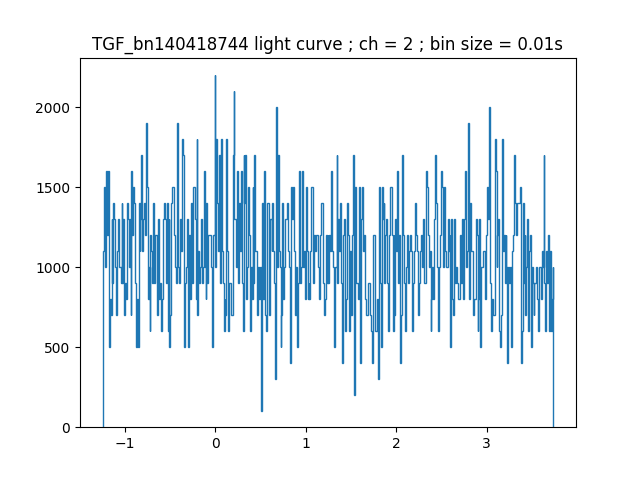 TGF_bn140418744 light curve ; ch = 2 ; bin size = 0.01s
2000
1500
1000
500
0
−1 0 1 2 3